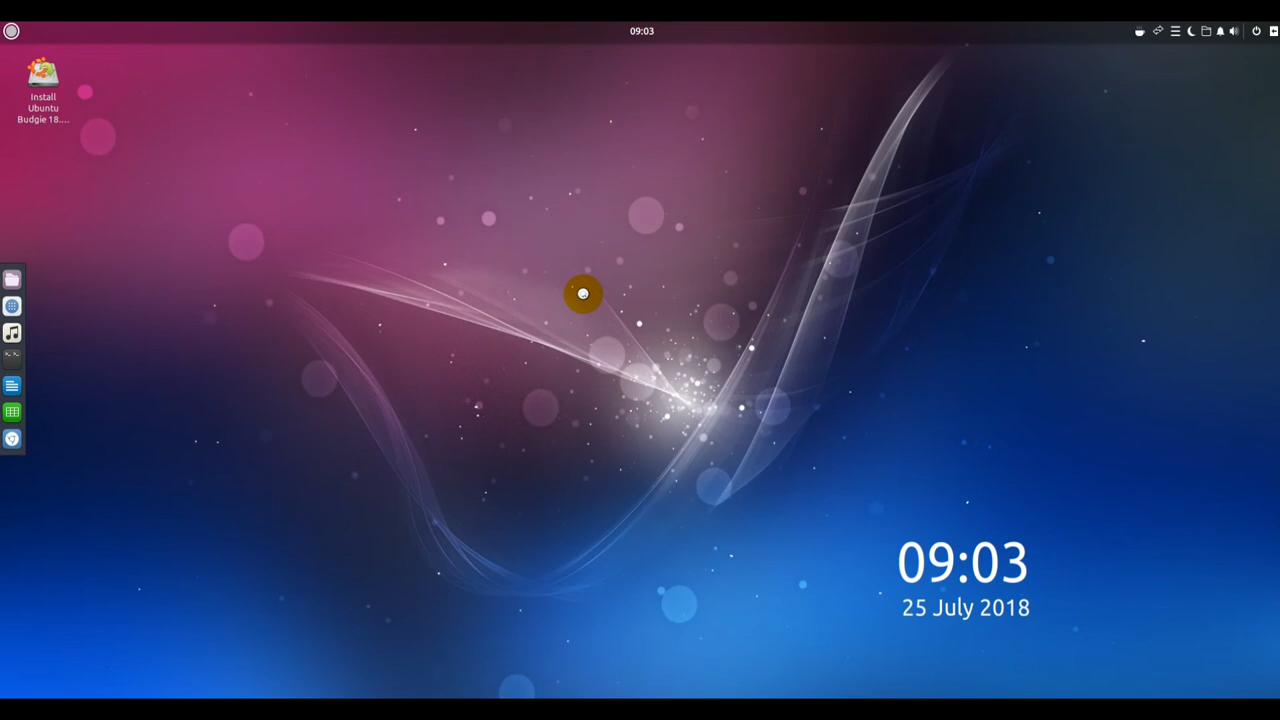 09:03
Install
Ubuntu
Budgie 18....
09:03
25 July 2018